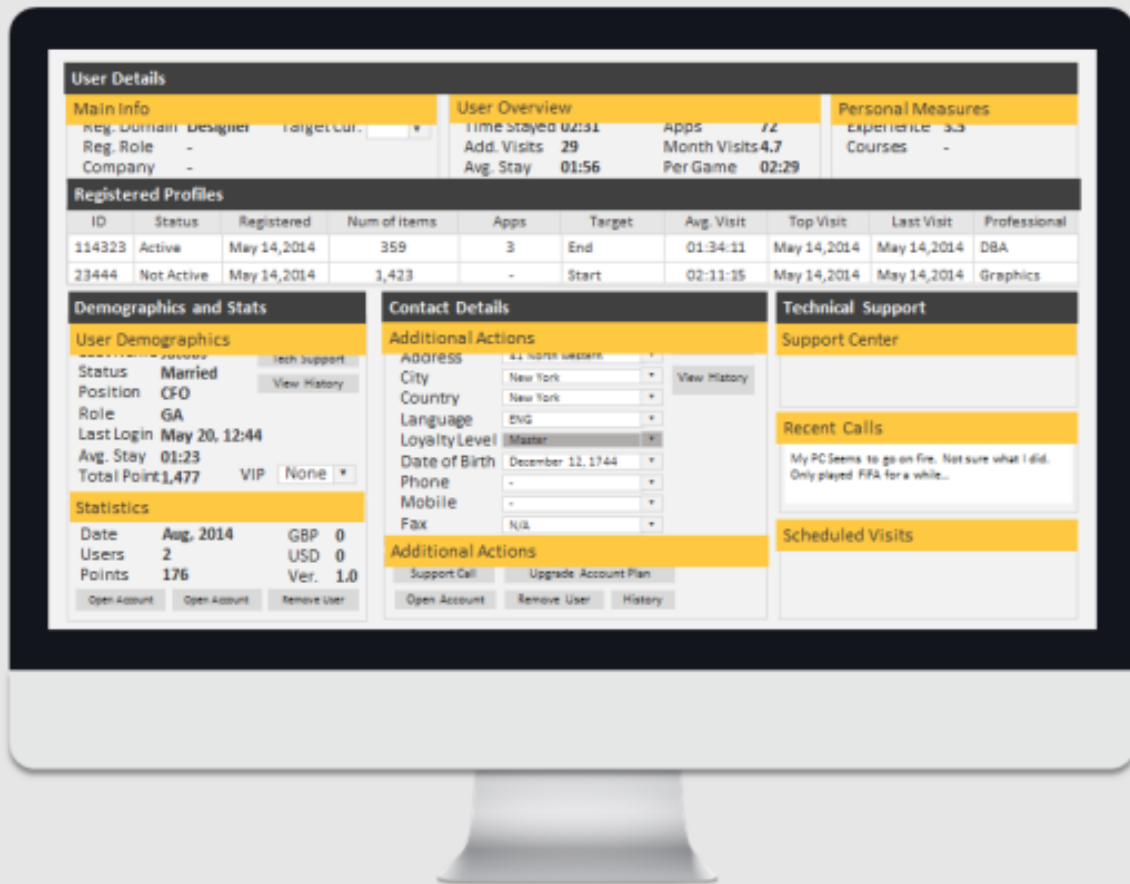 User Details
Main Info
Reg. Domain Designer Target Cur.
Reg. Role -
Company -
User Overview
Time Stayed 02:31 Apps 72
Add. Visits 29 Month Visits 4.7
Avg. Stay 01:56 Per Game 02:29
Personal Measures
Experience 5.5
Courses -
Registered Profiles
ID Status Registered Num of items Apps Target Avg. Visit Top Visit Last Visit Professional
114323 Active May 14,2014 359 3 End 01:34:11 May 14,2014 May 14,2014 DBA
23444 Not Active May 14,2014 1,423 - Start 02:11:15 May 14,2014 May 14,2014 Graphics
Demographics and Stats
User Demographics
Last Name Jacobs Tech Support
Status Married
View History
Position CFO
Role GA
Last Login May 20, 12:44
Avg. Stay 01:23
Total Point 1,477 VIP None
Statistics
Date Aug, 2014 GBP 0
Users 2 USD 0
Points 176 Ver. 1.0
Open Account Open Account Remove User
Contact Details
Additional Actions
Address 41 North Western
City New York View History
Country New York
Language ENG
Loyalty Level Master
Date of Birth December 12, 1744
Phone -
Mobile -
Fax N/A
Additional Actions
Support Call Upgrade Account Plan
Open Account Remove User History
Technical Support
Support Center
Recent Calls
My PC Seems to go on fire. Not sure what I did.
Only played FIFA for a while...
Scheduled Visits